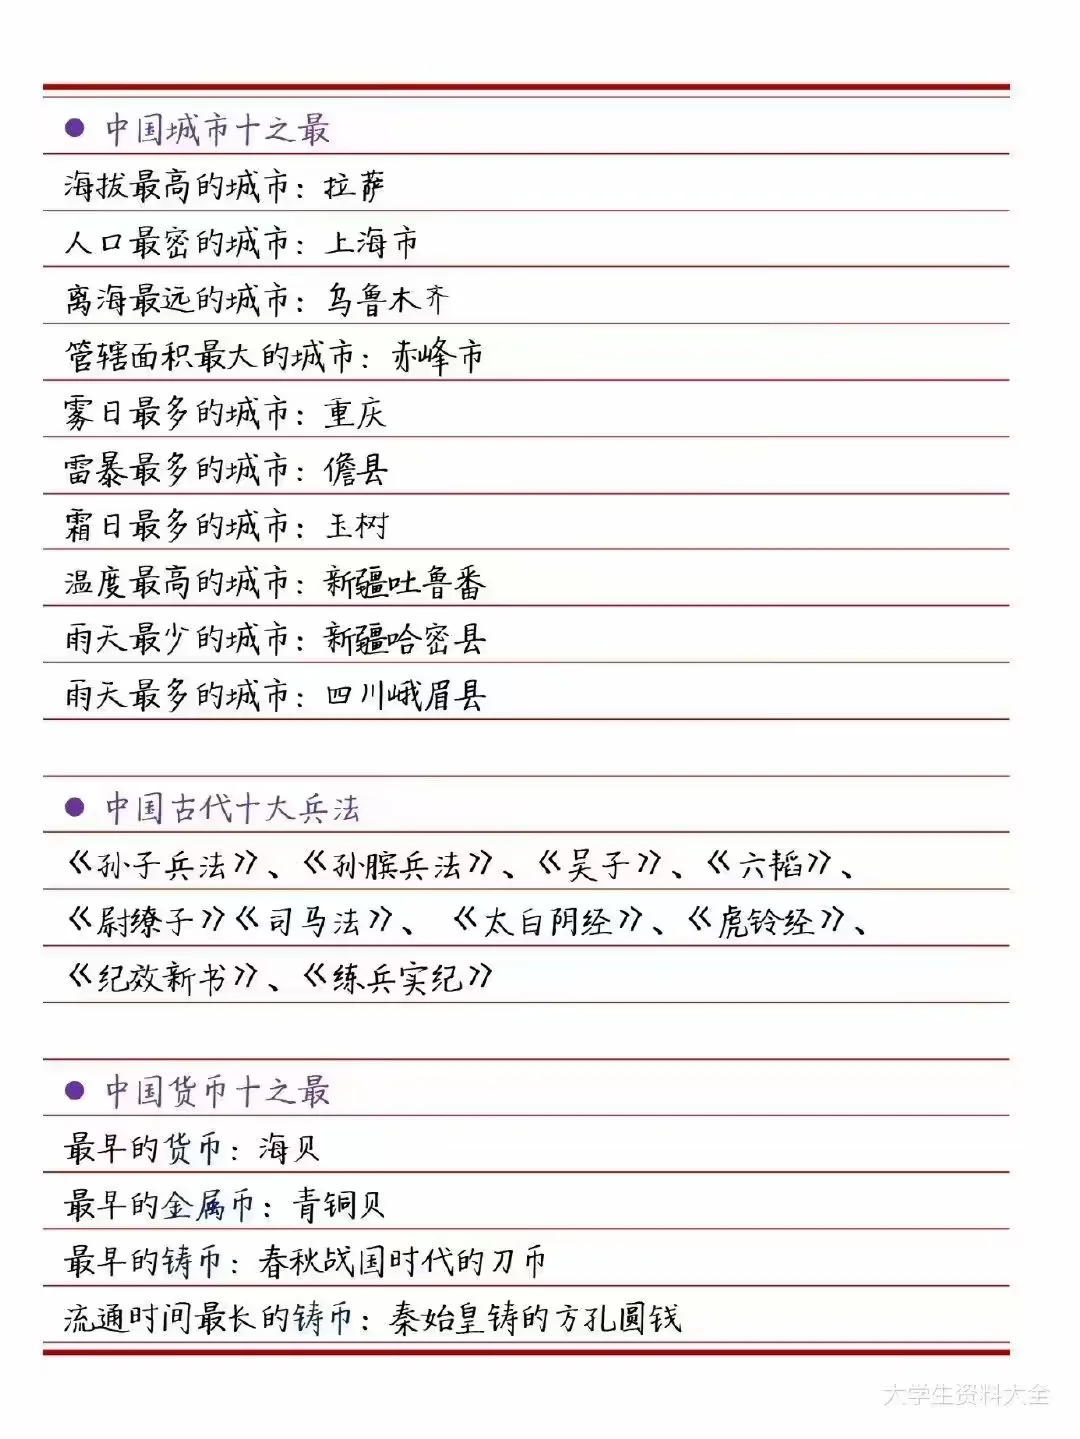 ● 中国城市十之最
海拔最高的城市：拉萨
人口最密的城市：上海市
离海最远的城市：乌鲁木齐
管辖面积最大的城市：赤峰市
雾日最多的城市：重庆
雷暴最多的城市：儋县
霜日最多的城市：玉树
温度最高的城市：新疆吐鲁番
雨天最少的城市：新疆哈密县
雨天最多的城市：四川峨眉县
● 中国古代十大兵法
《孙子兵法》、《孙膑兵法》、《吴子》、《六韬》、
《尉缭子》《司马法》、《太白阴经》、《虎铃经》、
《纪效新书》、《练兵实纪》
● 中国货币十之最
最早的货币：海贝
最早的金属币：青铜贝
最早的铸币：春秋战国时代的刀币
流通时间最长的铸币：秦始皇铸的方孔圆钱
大学生资料大全